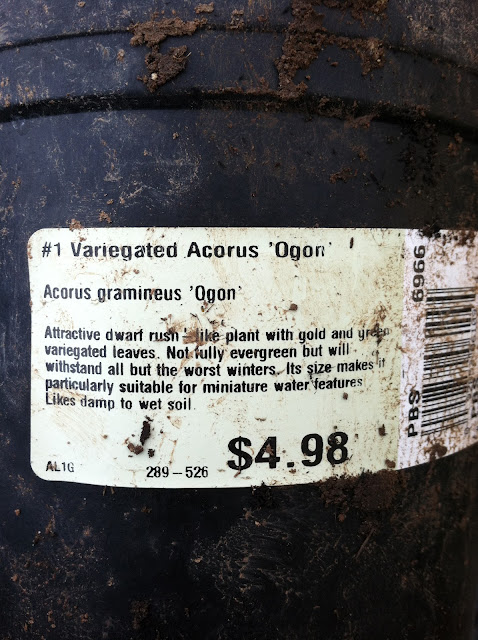 #1 Variegated Acorus 'Ogon'
Acorus gramineus 'Ogon'
Attractive dwarf rush - like plant with gold and green
variegated leaves. Not fully evergreen but will
withstand all but the worst winters. Its size makes it
particularly suitable for miniature water features
Likes damp to wet soil.
$4.98
AL1G 289-526
6966
PBS